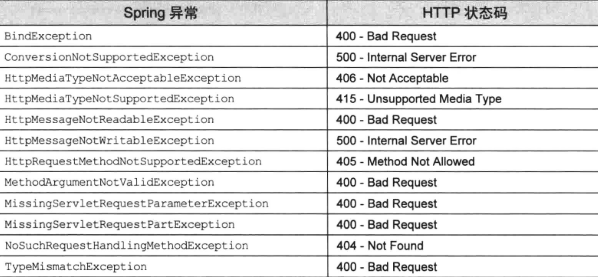 Spring 异常 HTTP 状态码
BindException 400 - Bad Request
ConversionNotSupportedException 500 - Internal Server Error
HttpMediaTypeNotAcceptableException 406 - Not Acceptable
HttpMediaTypeNotSupportedException 415 - Unsupported Media Type
HttpMessageNotReadableException 400 - Bad Request
HttpMessageNotWritableException 500 - Internal Server Error
HttpRequestMethodNotSupportedException 405 - Method Not Allowed
MethodArgumentNotValidException 400 - Bad Request
MissingServletRequestParameterException 400 - Bad Request
MissingServletRequestPartException 400 - Bad Request
NoSuchRequestHandlingMethodException 404 - Not Found
TypeMismatchException 400 - Bad Request